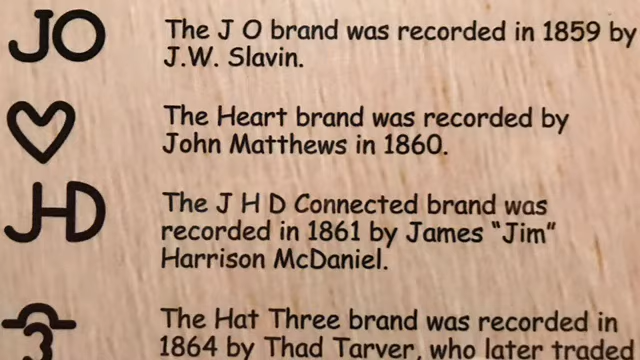 JO
The J O brand was recorded in 1859 by
J.W. Slavin.
The Heart brand was recorded by
John Matthews in 1860.
JHD
The J H D Connected brand was
recorded in 1861 by James “Jim”
Harrison McDaniel.
3
The Hat Three brand was recorded in
1864 by Thad Tarver, who later traded